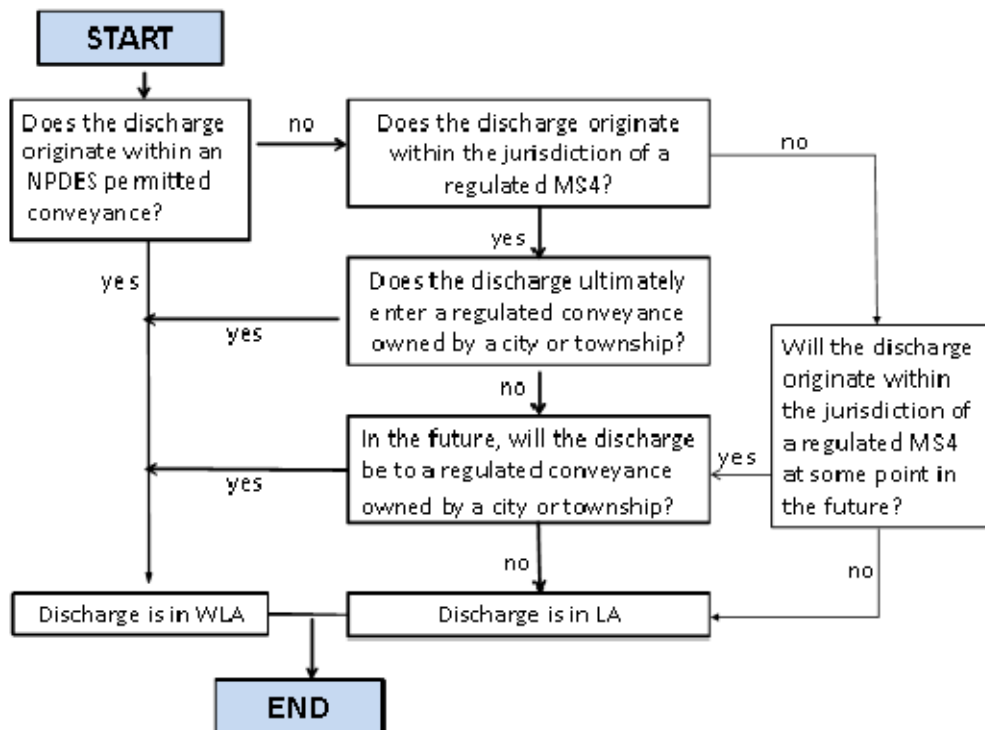 START
Does the discharge
originate within an
NPDES permitted
conveyance?
no
Does the discharge originate
within the jurisdiction of a
regulated MS4?
no
yes
yes
Does the discharge ultimately
enter a regulated conveyance
owned by a city or township?
yes
no
Will the discharge
originate within
the jurisdiction of
a regulated MS4
at some point in
the future?
In the future, will the discharge
be to a regulated conveyance
owned by a city or township?
yes
yes
no
no
Discharge is in WLA
Discharge is in LA
END